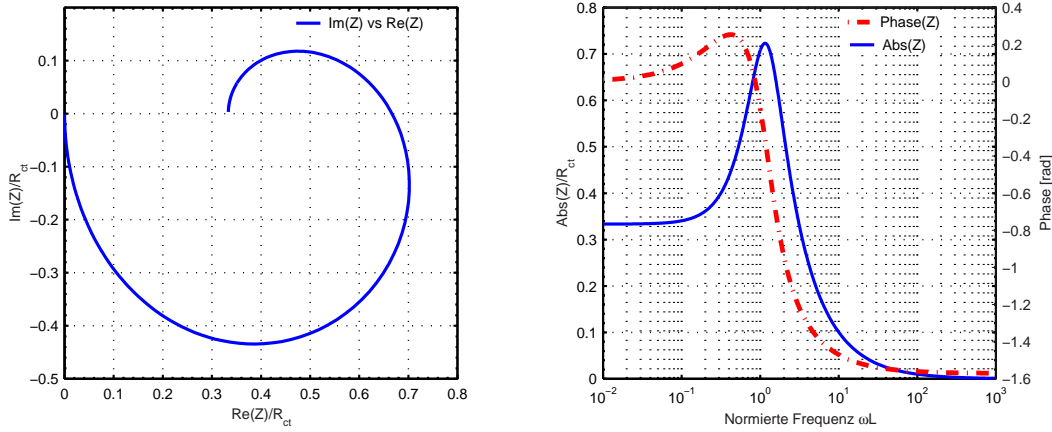 Im(Z) vs Re(Z)
0.1
0
−0.1
−0.2
−0.3
−0.4
−0.5
Im(Z)/R_ct
0 0.1 0.2 0.3 0.4 0.5 0.6 0.7 0.8
Re(Z)/R_ct
Phase(Z)
Abs(Z)
0.8
0.7
0.6
0.5
0.4
0.3
0.2
0.1
0
Abs(Z)/R_ct
0.4
0.2
0
−0.2
−0.4
−0.6
−0.8
−1
−1.2
−1.4
−1.6
Phase [rad]
10^−2 10^−1 10^0 10^1 10^2 10^3
Normierte Frequenz ωL